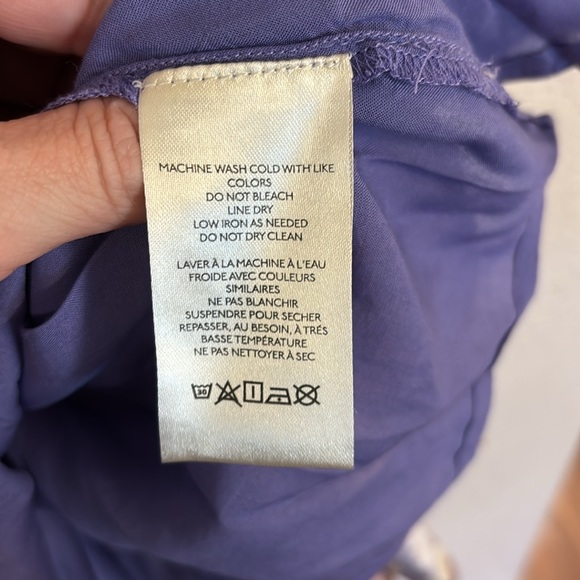 MACHINE WASH COLD WITH LIKE
COLORS
DO NOT BLEACH
LINE DRY
LOW IRON AS NEEDED
DO NOT DRY CLEAN
LAVER À LA MACHINE À L'EAU
FROIDE AVEC COULEURS
SIMILAIRES
NE PAS BLANCHIR
SUSPENDRE POUR SECHER
REPASSER, AU BESOIN, À TRÉS
BASSE TEMPÉRATURE
NE PAS NETTOYER À SEC
30